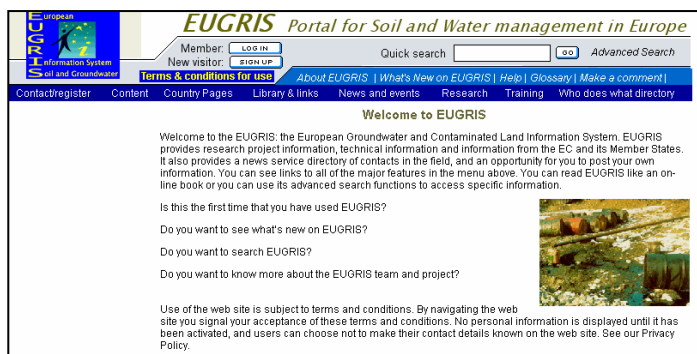 European
EUGRIS
nformation System
oil and Groundwater
EUGRIS Portal for Soil and Water management in Europe
Member: LOG IN
New visitor: SIGN UP
Quick search GO Advanced Search
Terms & conditions for use
About EUGRIS | What's New on EUGRIS | Help | Glossary | Make a comment |
Contact/register Content Country Pages Library & links News and events Research Training Who does what directory
Welcome to EUGRIS
Welcome to the EUGRIS: the European Groundwater and Contaminated Land Information System. EUGRIS
provides research project information, technical information and information from the EC and its Member States.
It also provides a news service directory of contacts in the field, and an opportunity for you to post your own
information. You can see links to all of the major features in the menu above. You can read EUGRIS like an on-
line book or you can use its advanced search functions to access specific information.
Is this the first time that you have used EUGRIS?
Do you want to see what's new on EUGRIS?
Do you want to search EUGRIS?
Do you want to know more about the EUGRIS team and project?
Use of the web site is subject to terms and conditions. By navigating the web
site you signal your acceptance of these terms and conditions. No personal information is displayed until it has
been activated, and users can choose not to make their contact details known on the web site. See our Privacy
Policy.